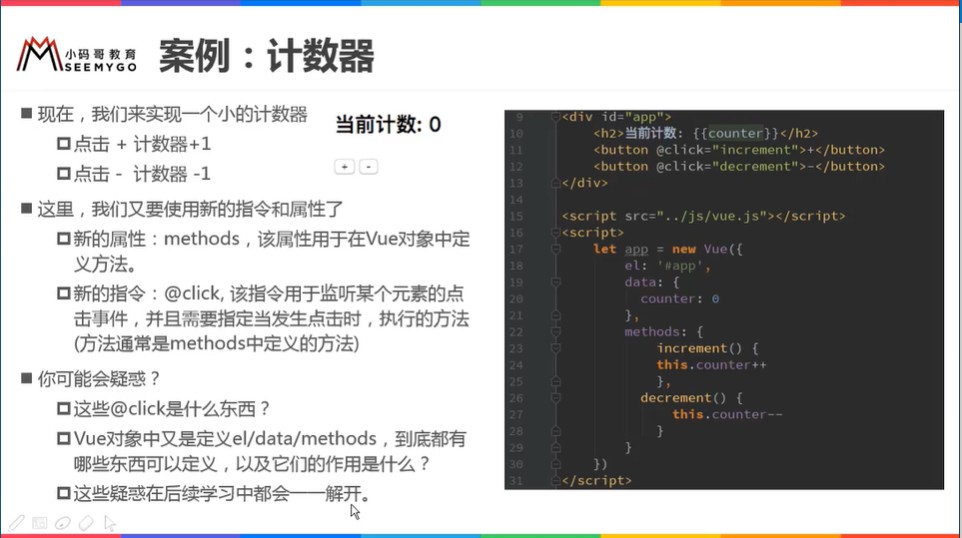 小码哥教育
SEEMYGO
案例：计数器
■ 现在，我们来实现一个小的计数器
点击 + 计数器+1
点击 - 计数器 -1
■ 这里，我们又要使用新的指令和属性了
新的属性：methods，该属性用于在Vue对象中定
义方法。
新的指令：@click, 该指令用于监听某个元素的点
击事件，并且需要指定当发生点击时，执行的方法
(方法通常是methods中定义的方法)
■ 你可能会疑惑？
这些@click是什么东西？
Vue对象中又是定义el/data/methods，到底都有
哪些东西可以定义，以及它们的作用是什么？
这些疑惑在后续学习中都会一一解开。
当前计数: 0
+ -
9 <div id="app">
10 <h2>当前计数: {{counter}}</h2>
11 <button @click="increment">+</button>
12 <button @click="decrement">-</button>
13 </div>
14
15 <script src="../js/vue.js"></script>
16 <script>
17 let app = new Vue({
18 el: '#app',
19 data: {
20 counter: 0
21 },
22 methods: {
23 increment() {
24 this.counter++
25 },
26 decrement() {
27 this.counter--
28 }
29 }
30 })
31 </script>